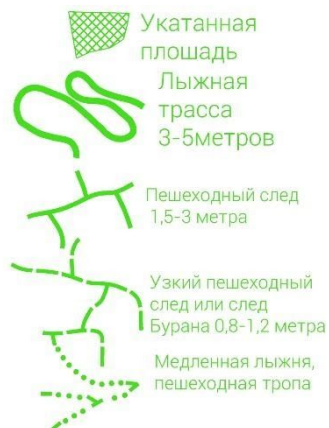 Укатанная
плошадь
Лыжная
трасса
3-5метров
Пешеходный след
1,5-3 метра
Узкий пешеходный
след или след
Бурана 0,8-1,2 метра
Медленная лыжня,
пешеходная тропа